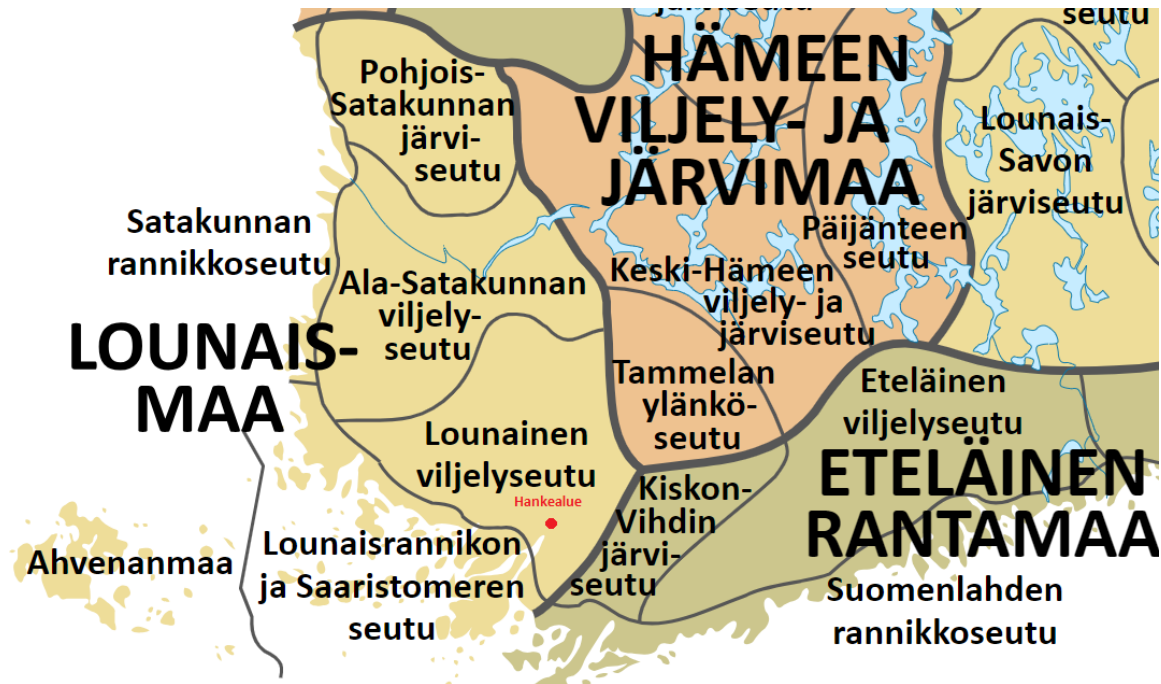 järviseutu
seutu
HÄMEEN
VILJELY- JA
JÄRVIMAA
Pohjois-
Satakunnan
järvi-
seutu
Lounais-
Savon
järviseutu
Satakunnan
rannikkoseutu
Päijänteen
seutu
Keski-Hämeen
viljely- ja
järviseutu
Ala-Satakunnan
viljely-
seutu
LOUNAIS-
MAA
Tammelan
ylänkö-
seutu
Eteläinen
viljelyseutu
Lounainen
viljelyseutu
Hankealue
ETELÄINEN
RANTAMAA
Kiskon-
Vihdin
järvi-
seutu
Ahvenanmaa
Lounaisrannikon
ja Saaristomeren
seutu
Suomenlahden
rannikkoseutu